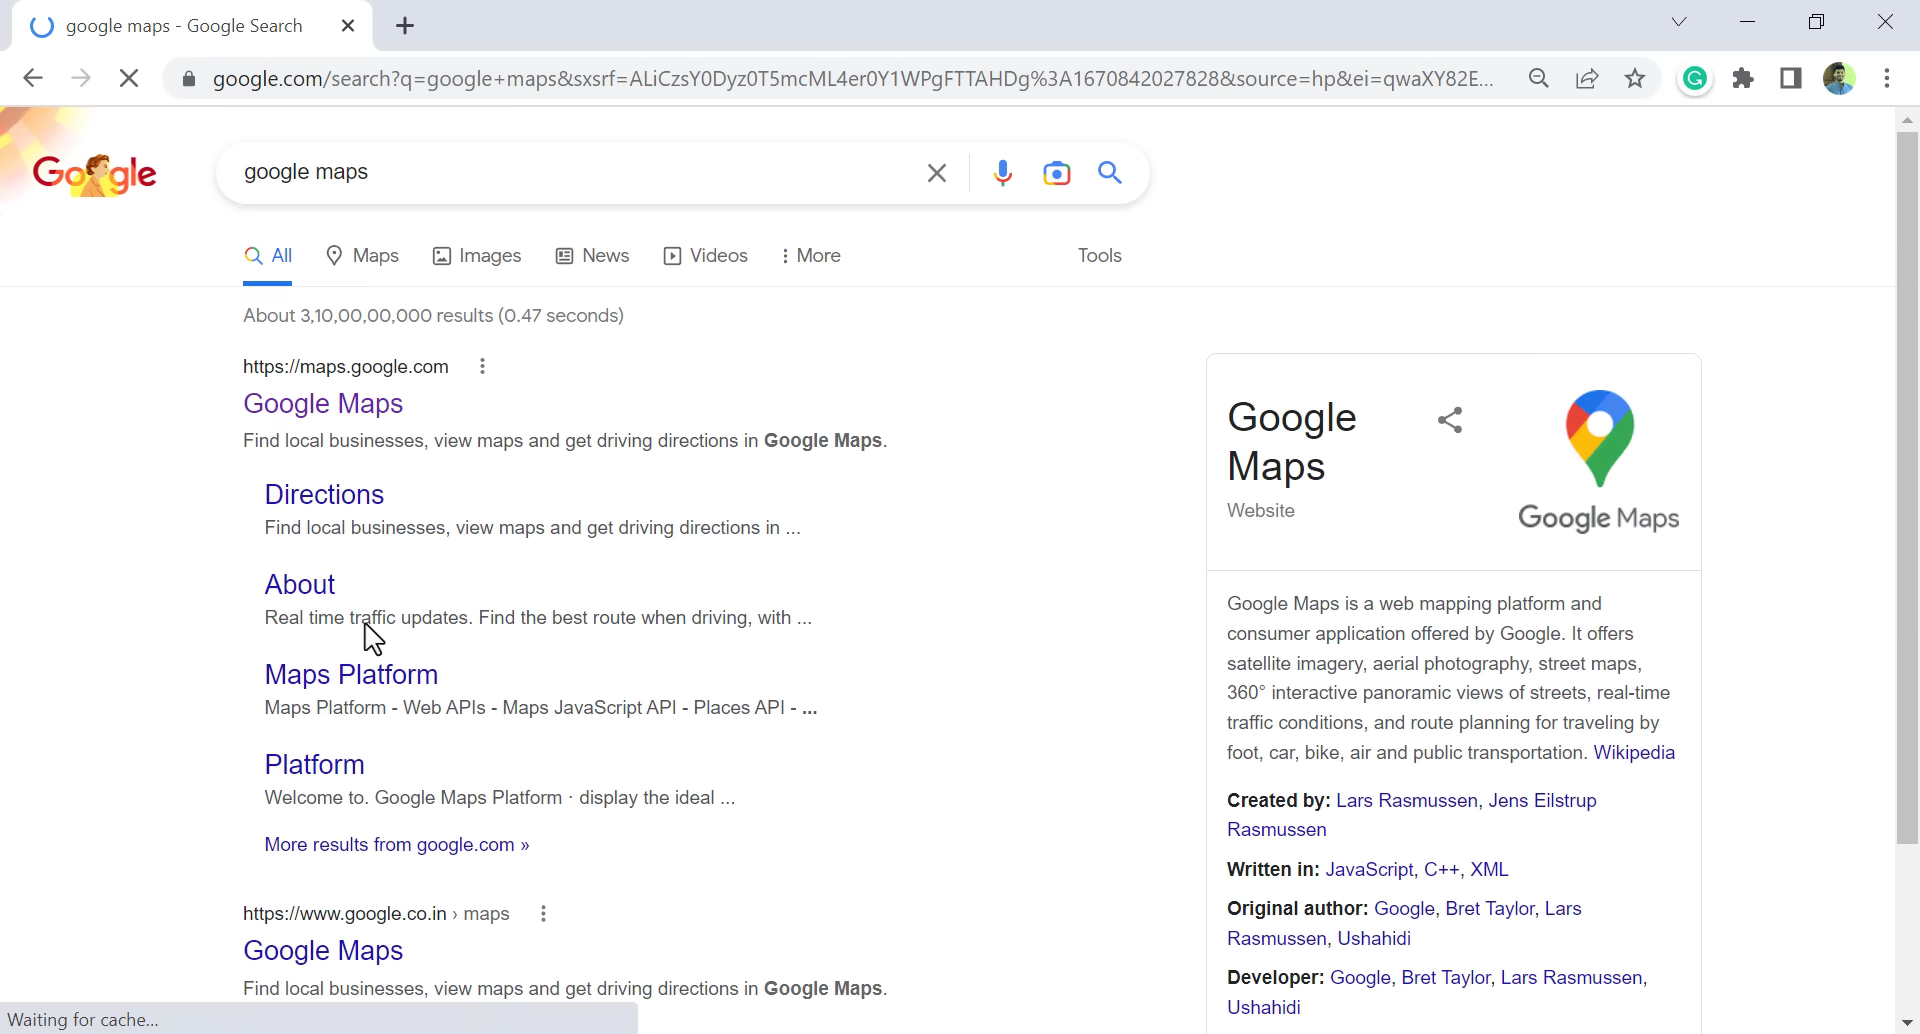 google maps - Google Search
google.com/search?q=google+maps&sxsrf=ALiCzsY0Dyz0T5mcML4er0Y1WPgFTTAHDg%3A1670842027828&source=hp&ei=qwaXY82E...
Google
google maps
All Maps Images News Videos More Tools
About 3,10,00,00,000 results (0.47 seconds)
https://maps.google.com
Google Maps
Find local businesses, view maps and get driving directions in Google Maps.
Directions
Find local businesses, view maps and get driving directions in ...
About
Real time traffic updates. Find the best route when driving, with ...
Maps Platform
Maps Platform - Web APIs - Maps JavaScript API - Places API - ...
Platform
Welcome to. Google Maps Platform · display the ideal ...
More results from google.com »
https://www.google.co.in › maps
Google Maps
Find local businesses, view maps and get driving directions in Google Maps.
Waiting for cache...
Google
Maps
Website
Google Maps
Google Maps is a web mapping platform and
consumer application offered by Google. It offers
satellite imagery, aerial photography, street maps,
360° interactive panoramic views of streets, real-time
traffic conditions, and route planning for traveling by
foot, car, bike, air and public transportation. Wikipedia
Created by: Lars Rasmussen, Jens Eilstrup
Rasmussen
Written in: JavaScript, C++, XML
Original author: Google, Bret Taylor, Lars
Rasmussen, Ushahidi
Developer: Google, Bret Taylor, Lars Rasmussen,
Ushahidi